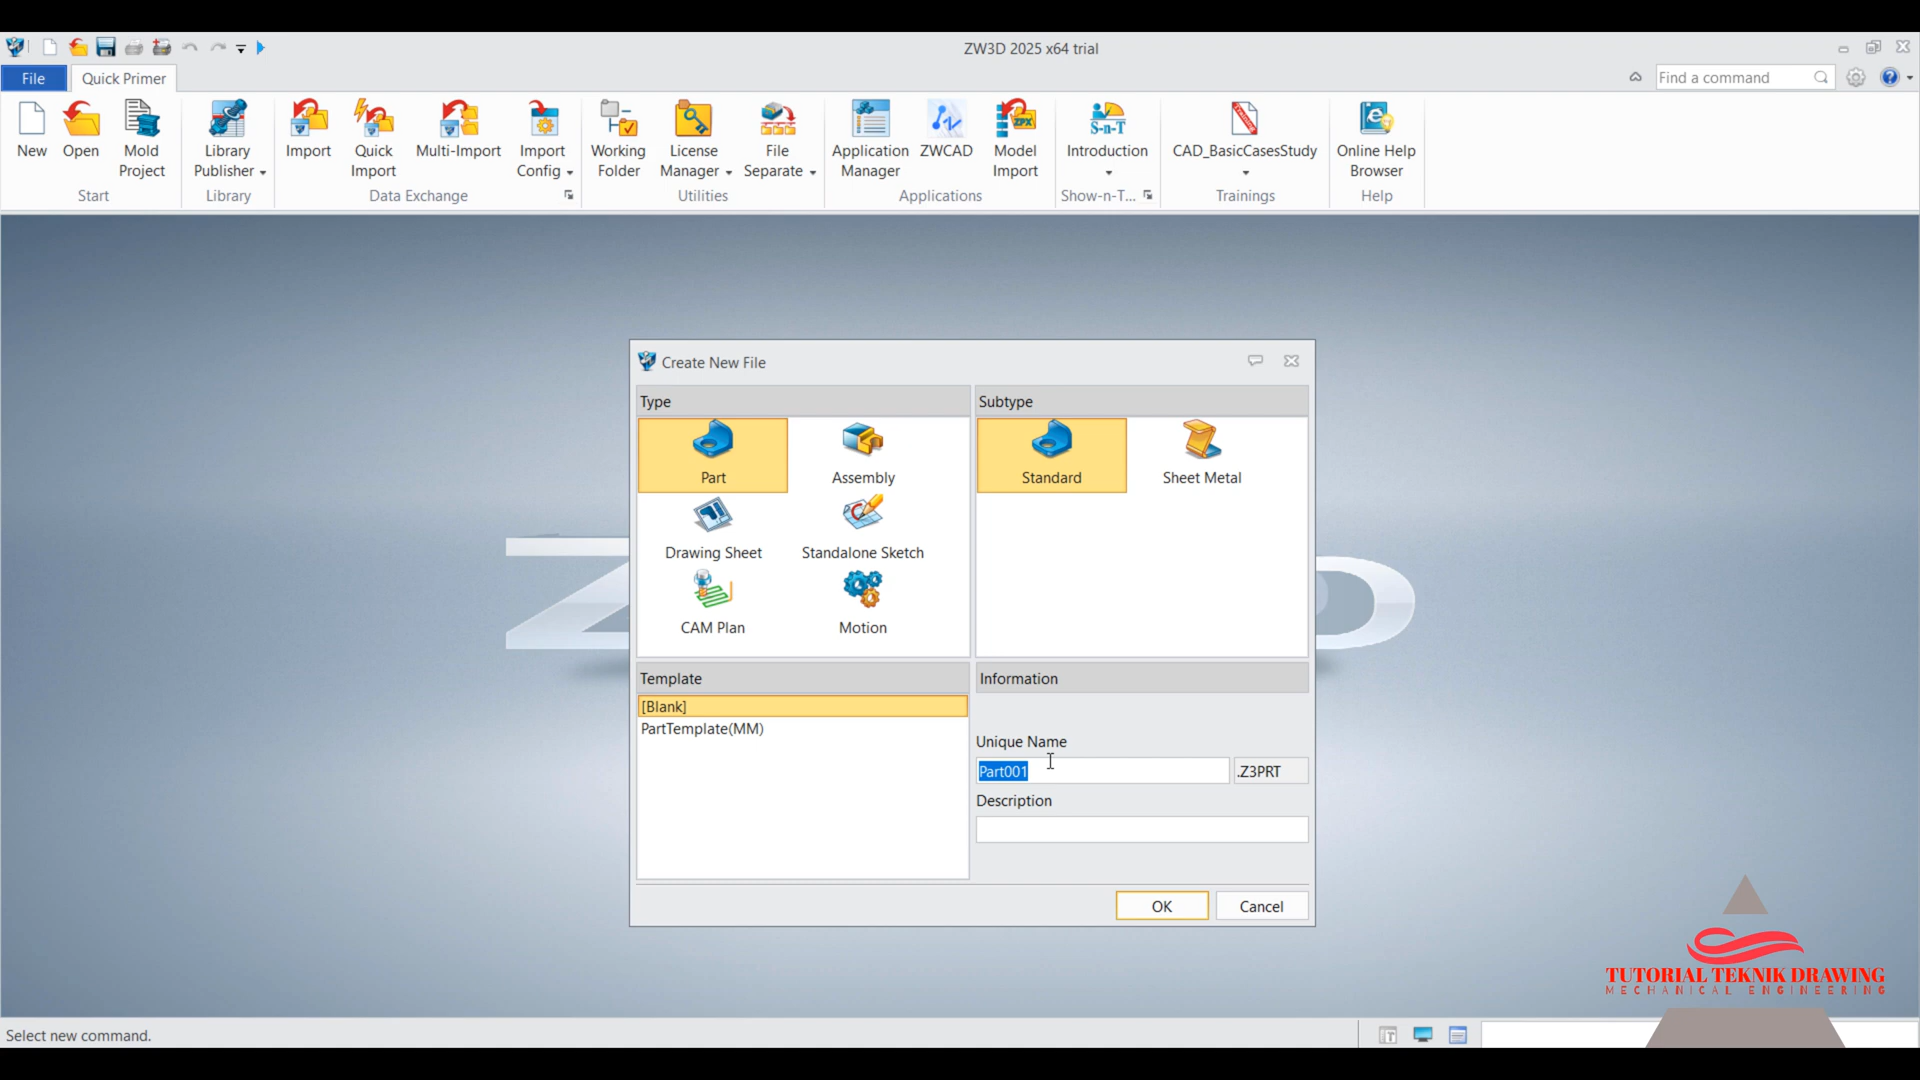 ZW3D 2025 x64 trial
File
Quick Primer
Find a command
New
Open
Mold
Project
Start
Library
Publisher
Library
Import
Quick
Import
Multi-Import
Import
Config
Data Exchange
Working
Folder
License
Manager
File
Separate
Utilities
Application
Manager
ZWCAD
Model
Import
Applications
S-n-T
Introduction
Show-n-T...
CAD_BasicCasesStudy
Trainings
Online Help
Browser
Help
Create New File
Type
Part
Assembly
Drawing Sheet
Standalone Sketch
CAM Plan
Motion
Subtype
Standard
Sheet Metal
Template
[Blank]
PartTemplate(MM)
Information
Unique Name
Part001
.Z3PRT
Description
OK
Cancel
TUTORIAL TEKNIK DRAWING
MECHANICAL ENGINEERING
Select new command.